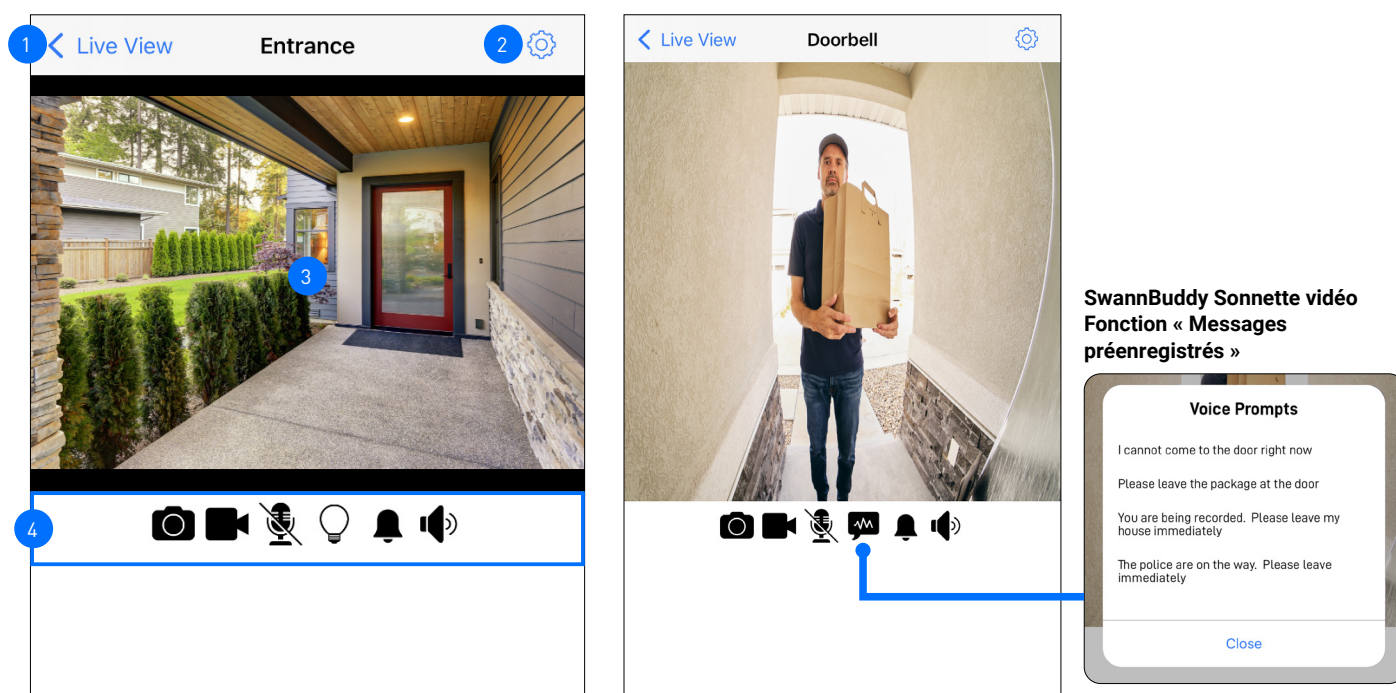 1
Live View
Entrance
2
3
4
Live View
Doorbell
SwannBuddy Sonnette vidéo
Fonction « Messages
préenregistrés »
Voice Prompts
I cannot come to the door right now
Please leave the package at the door
You are being recorded. Please leave my
house immediately
The police are on the way. Please leave
immediately
Close